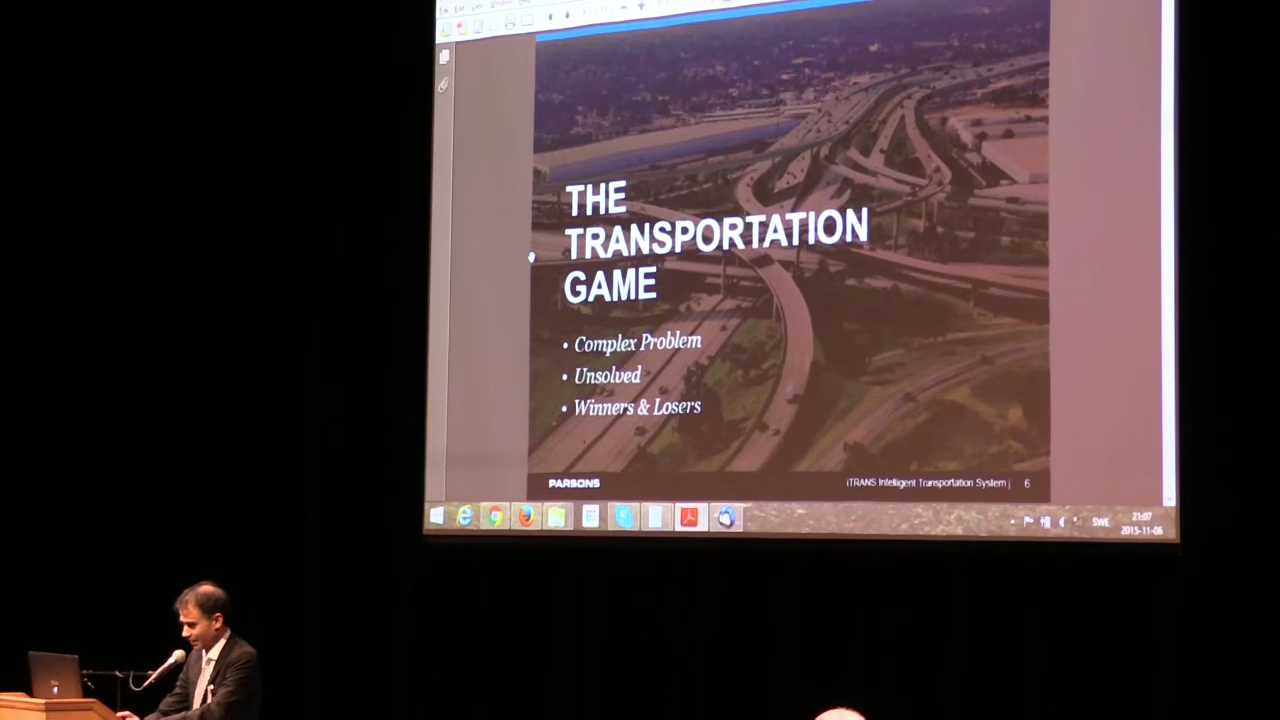 THE
TRANSPORTATION
GAME
• Complex Problem
• Unsolved
• Winners & Losers
PARSONS
iTRANS Intelligent Transportation System | 6
SWE
21:07
2015-11-06